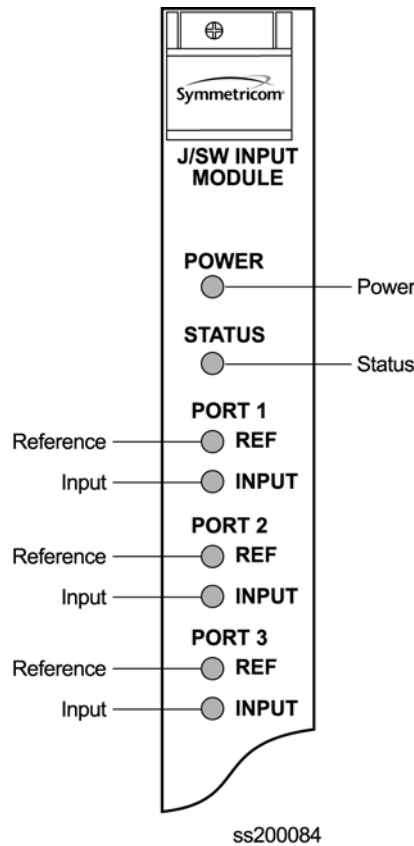 Symmetricom
J/SW INPUT
MODULE
POWER
Power
STATUS
Status
PORT 1
Reference REF
Input INPUT
PORT 2
Reference REF
Input INPUT
PORT 3
Reference REF
Input INPUT
ss200084